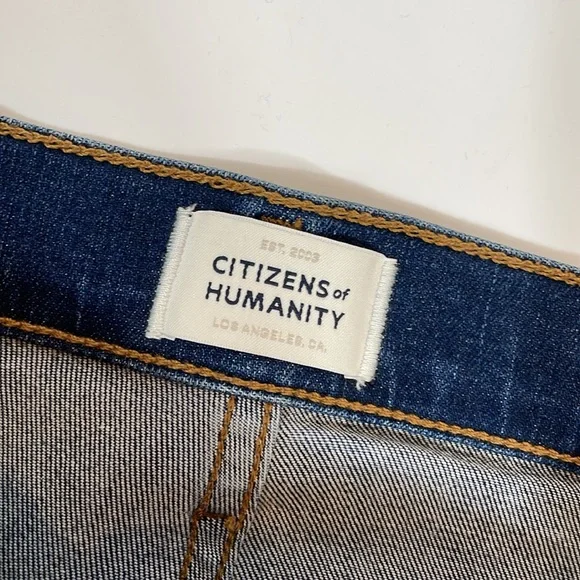 EST. 2003
CITIZENS of
HUMANITY
LOS ANGELES, CA.